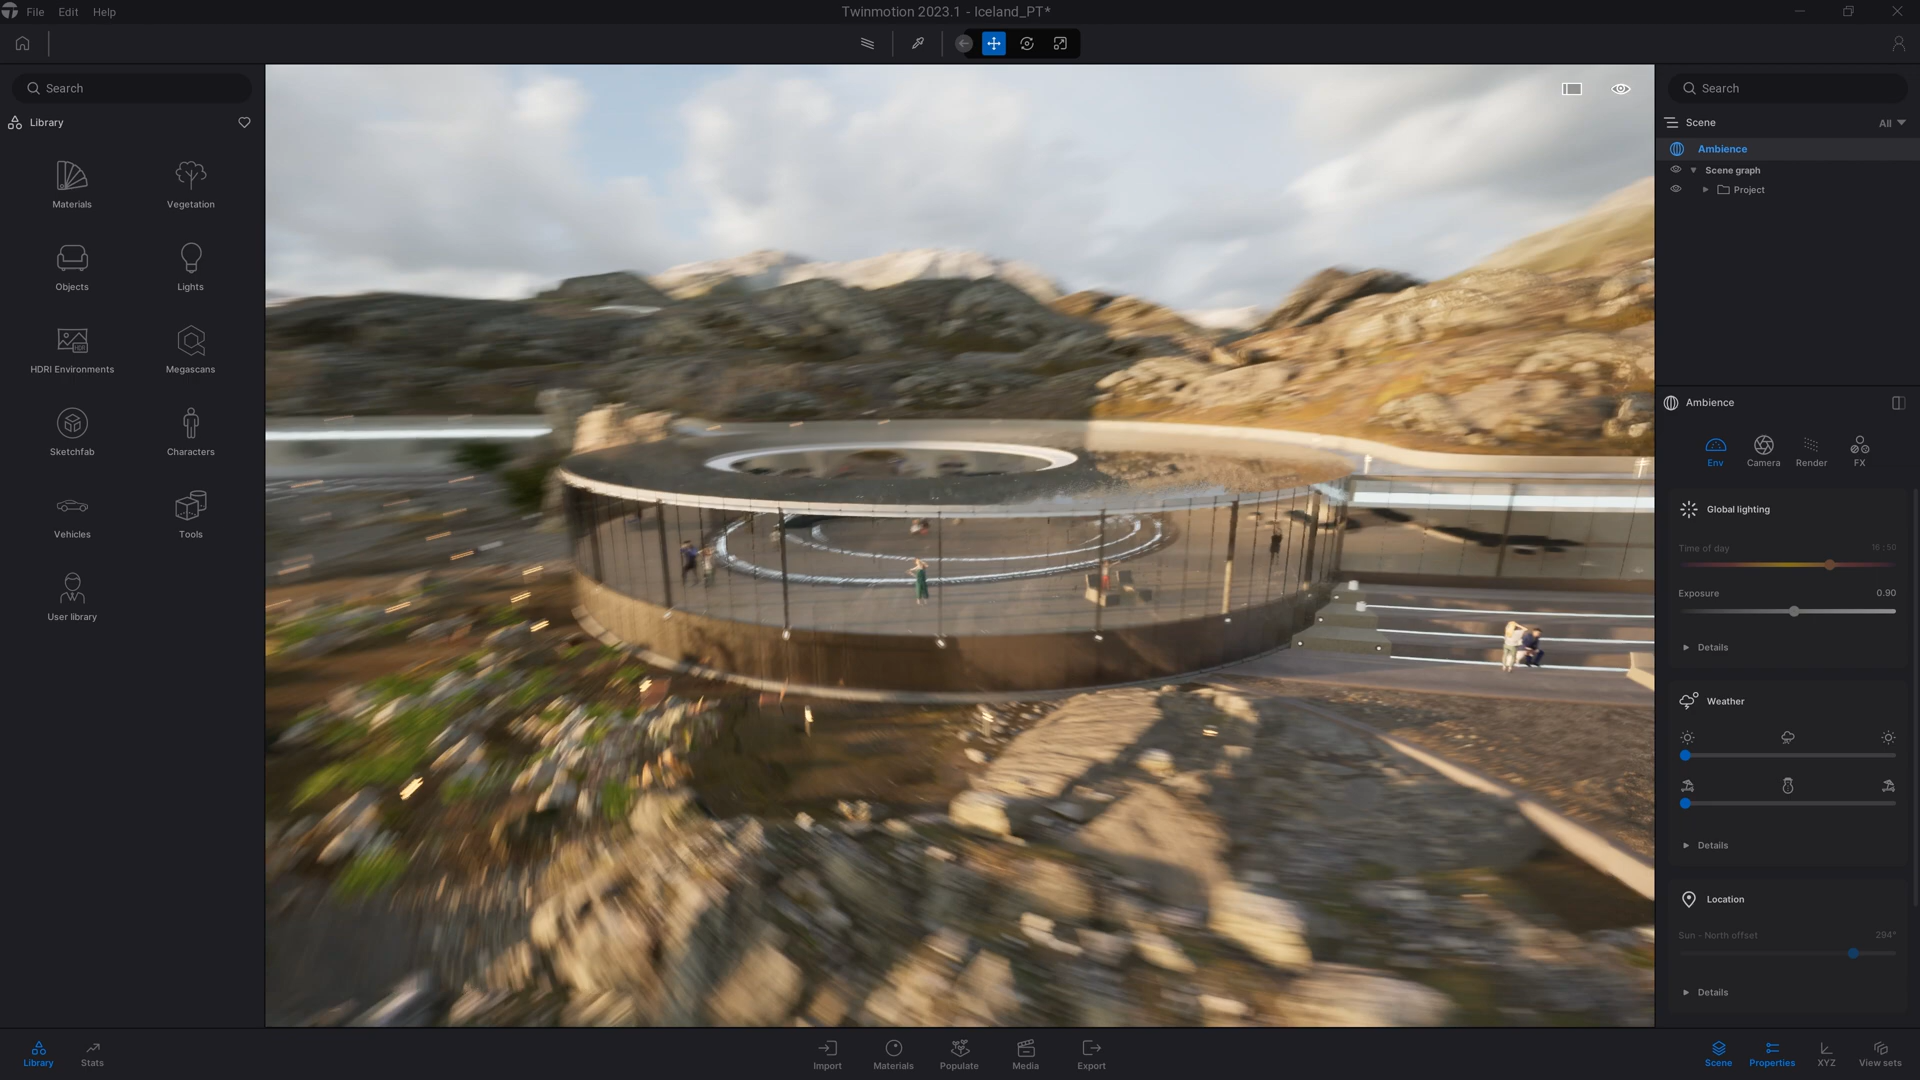 File Edit Help
Twinmotion 2023.1 - Iceland_PT*
Search
Library
Materials
Vegetation
Objects
Lights
HDRI Environments
Megascans
Sketchfab
Characters
Vehicles
Tools
User library
Search
Scene
All
Ambience
Scene graph
Project
Ambience
Env
Camera
Render
FX
Global lighting
Time of day 16:50
Exposure 0.90
Details
Weather
Details
Location
Sun - North offset 294°
Details
Library
Stats
Import
Materials
Populate
Media
Export
Scene
Properties
XYZ
View sets